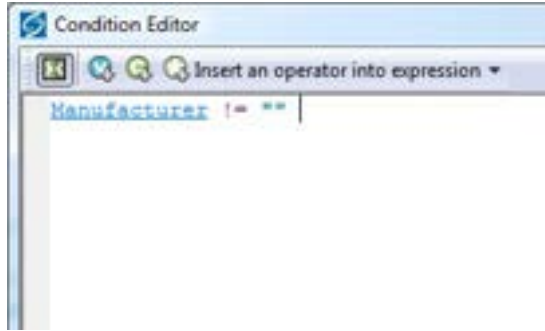 Condition Editor
Insert an operator into expression
Manufacturer != ""